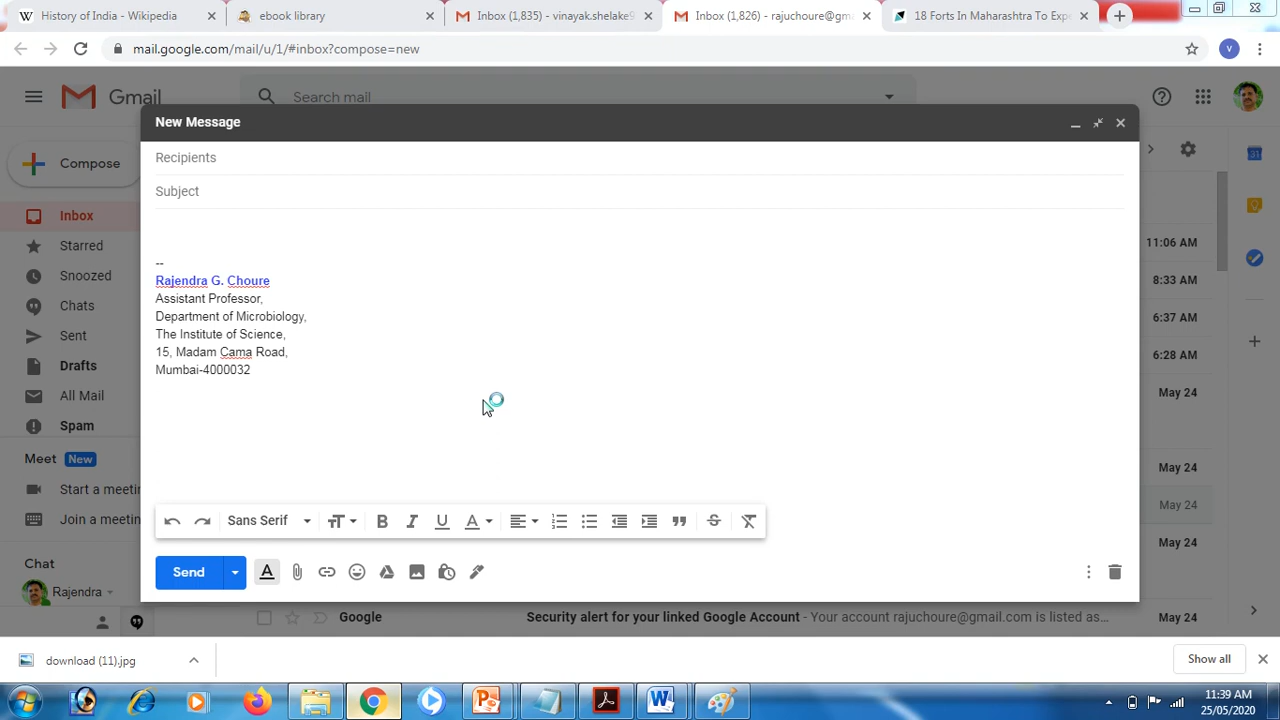 History of India - Wikipedia
ebook library
Inbox (1,835) - vinayak.shelake9
Inbox (1,826) - rajuchoure@gm
18 Forts In Maharashtra To Expe
mail.google.com/mail/u/1/#inbox?compose=new
V
Gmail
Search mail
New Message
Recipients
Subject
--
Rajendra G. Choure
Assistant Professor,
Department of Microbiology,
The Institute of Science,
15, Madam Cama Road,
Mumbai-4000032
Compose
Inbox
Starred
Snoozed
Chats
Sent
Drafts
All Mail
Spam
Meet New
Start a meetin
Join a meetin
Chat
Rajendra
31
11:06 AM
8:33 AM
6:37 AM
6:28 AM
May 24
May 24
May 24
May 24
Sans Serif
B I U A
Send
A
Google Security alert for your linked Google Account - Your account rajuchoure@gmail.com is listed as... May 24
download (11).jpg
Show all
11:39 AM
25/05/2020